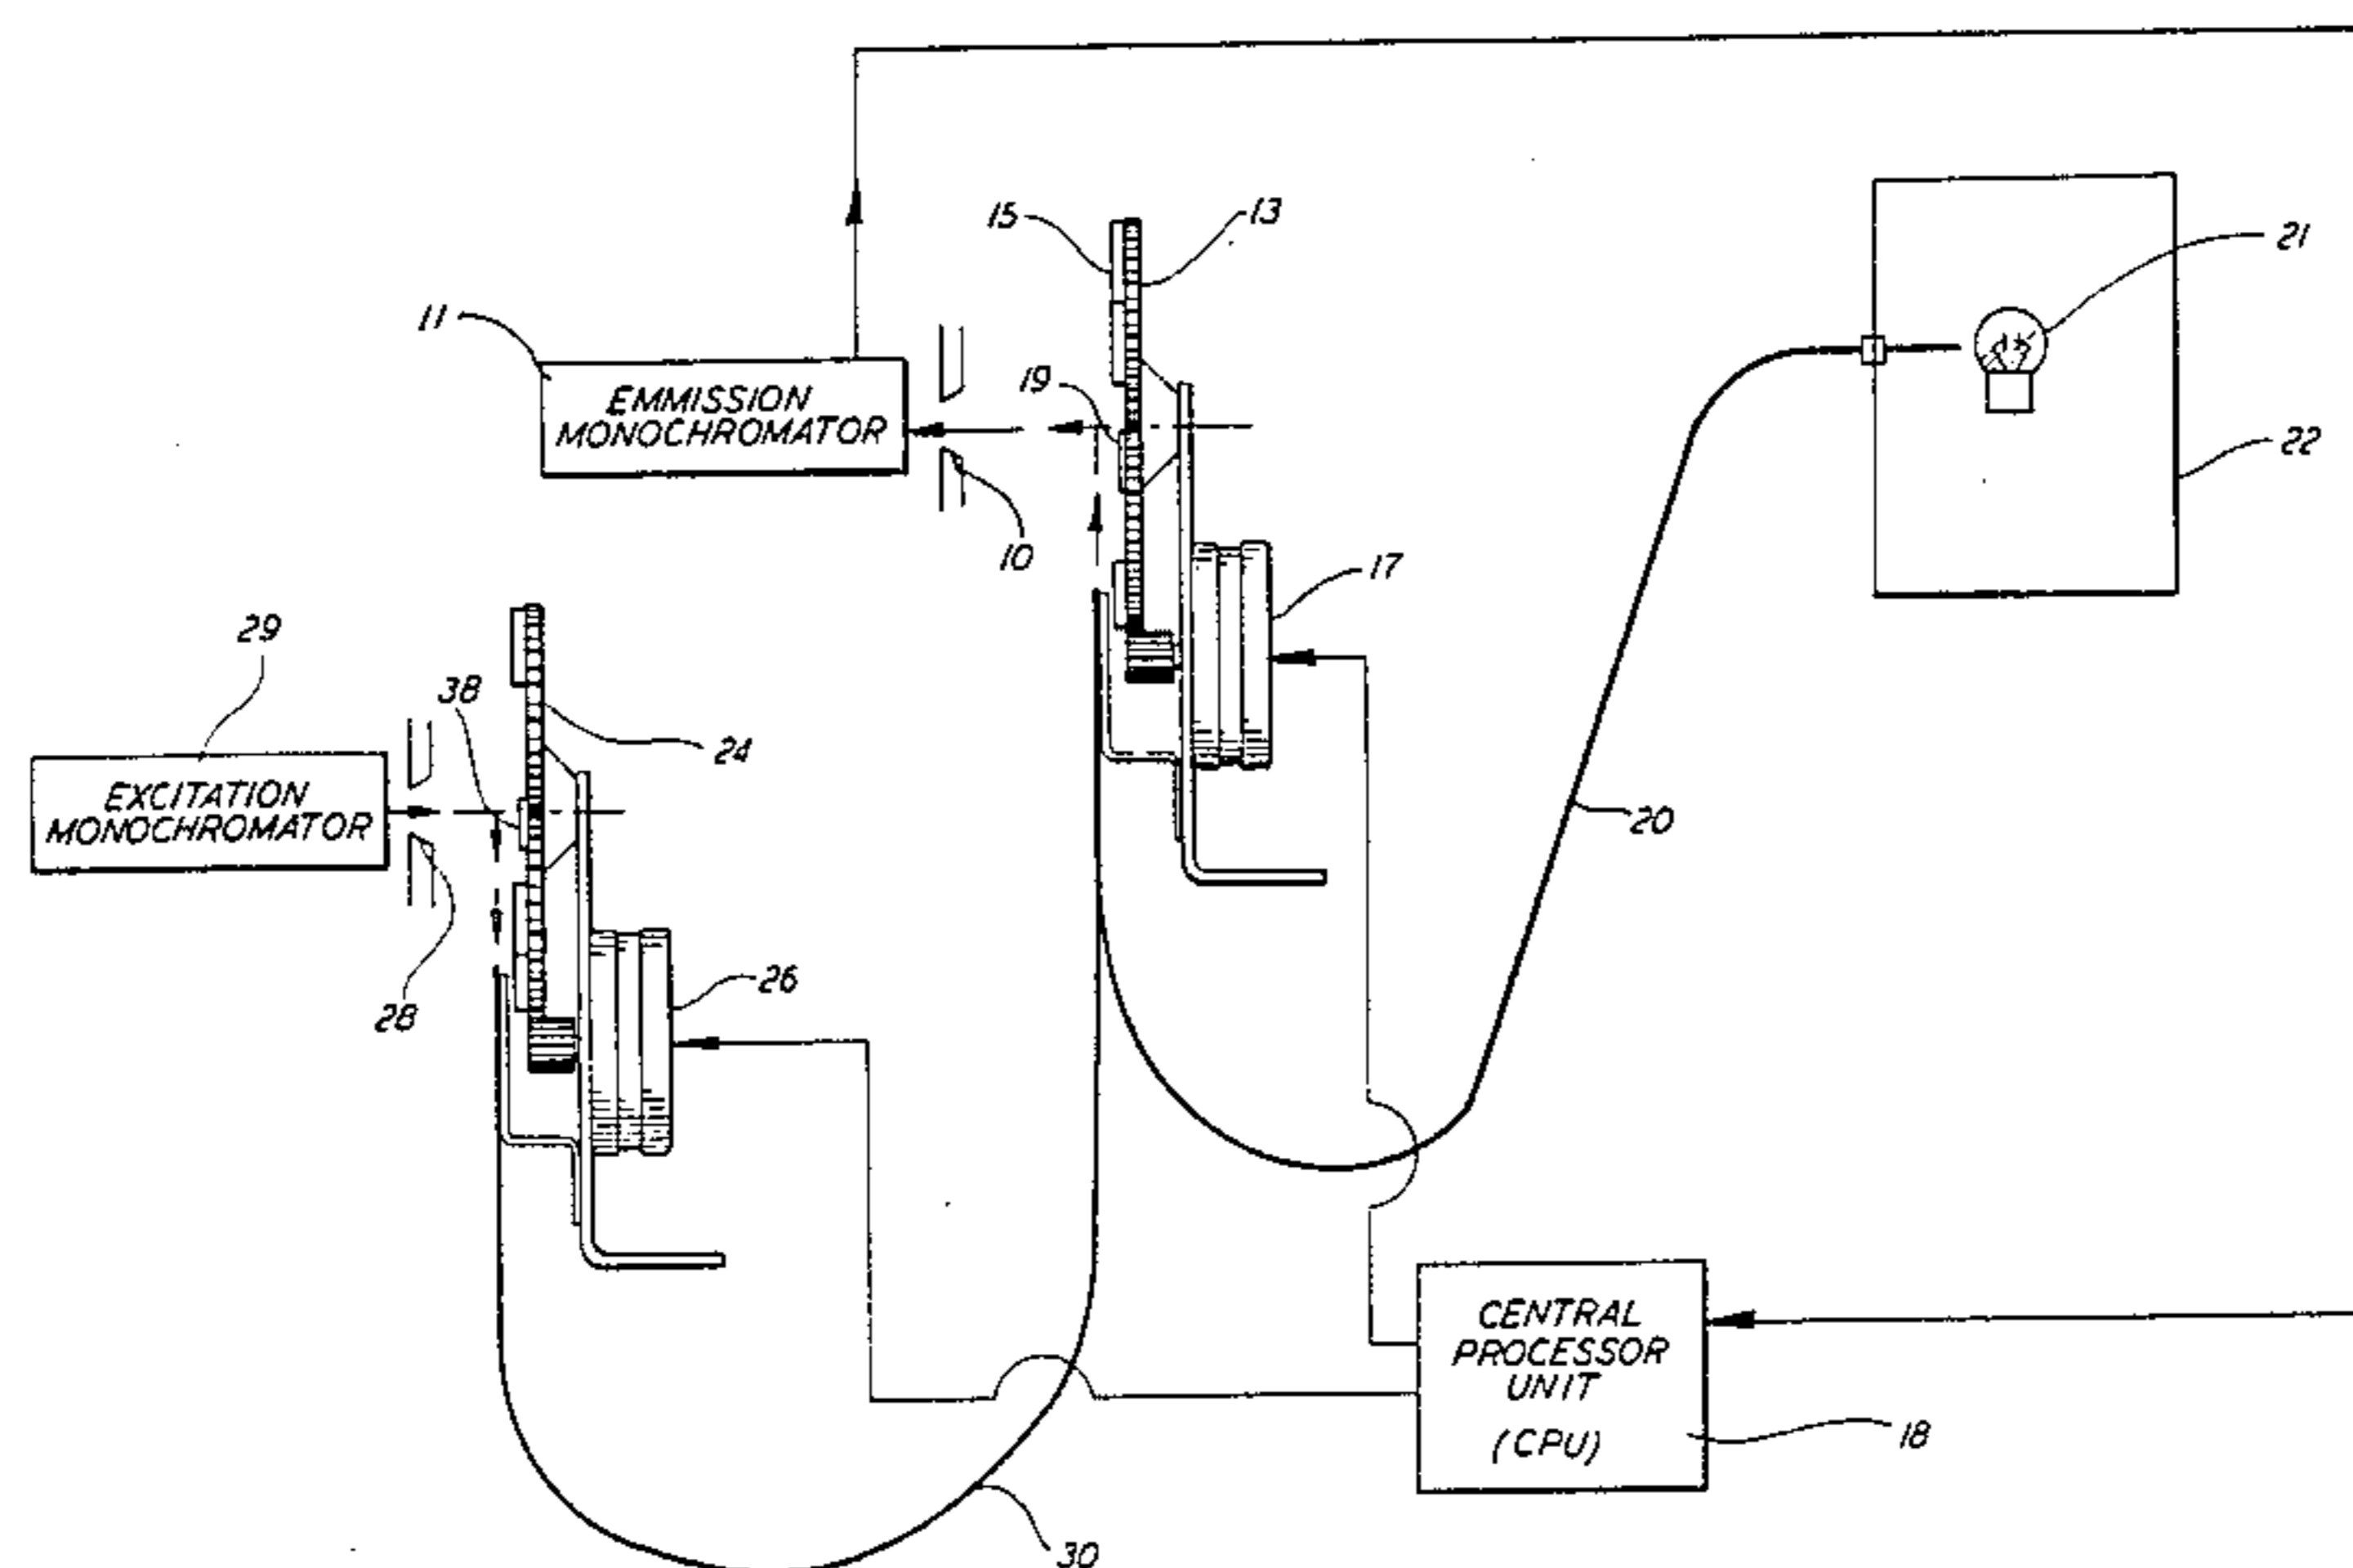 15
13
21
11
EMMISSION
MONOCHROMATOR
19
22
10
17
29
38
24
20
EXCITATION
MONOCHROMATOR
26
28
CENTRAL
PROCESSOR
UNIT
(CPU)
18
30